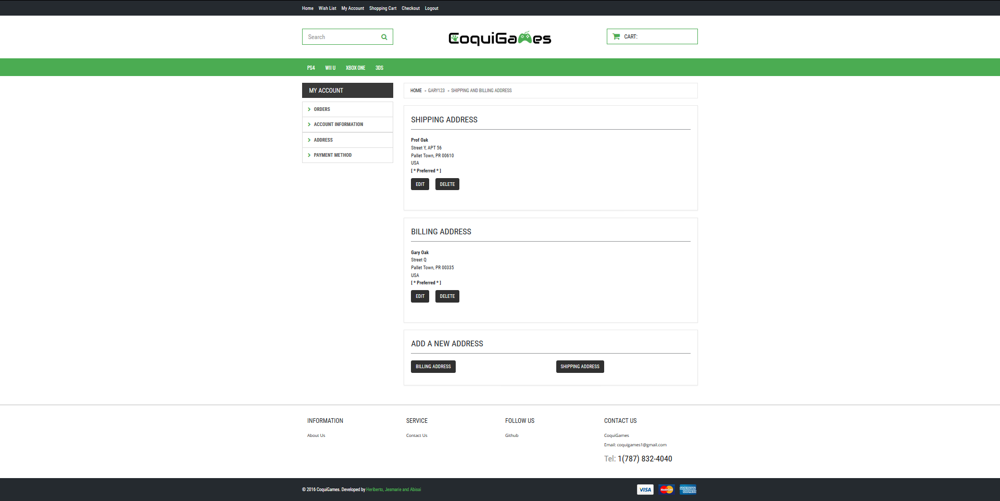 Home Wish List My Account Shopping Cart Checkout Logout
Search
CoquiGames
CART:
PS4 WII U XBOX ONE 3DS
MY ACCOUNT
ORDERS
ACCOUNT INFORMATION
ADDRESS
PAYMENT METHOD
HOME » GARY123 » SHIPPING AND BILLING ADDRESS
SHIPPING ADDRESS
Prof Oak
Street Y, APT 56
Pallet Town, PR 00610
USA
[ * Preferred * ]
EDIT DELETE
BILLING ADDRESS
Gary Oak
Street Q
Pallet Town, PR 00335
USA
[ * Preferred * ]
EDIT DELETE
ADD A NEW ADDRESS
BILLING ADDRESS SHIPPING ADDRESS
INFORMATION
About Us
SERVICE
Contact Us
FOLLOW US
Github
CONTACT US
CoquiGames
Email: coquigames1@gmail.com
Tel: 1(787) 832-4040
© 2016 CoquiGames. Developed by Heriberto, Jesmarie and Abisai
VISA MasterCard AMERICAN EXPRESS